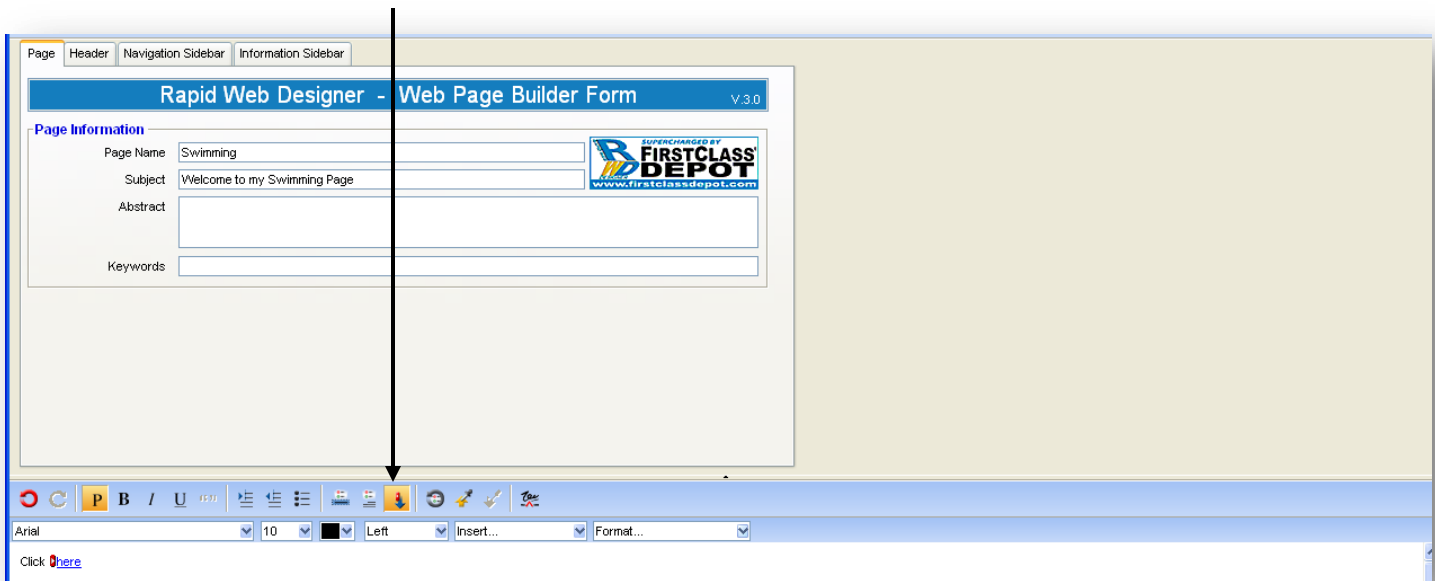 Page Header Navigation Sidebar Information Sidebar
Rapid Web Designer - Web Page Builder Form V.3.0
Page Information
Page Name Swimming
SUPERCHARGED BY
FIRSTCLASS
Subject Welcome to my Swimming Page
RWD DEPOT
www.firstclassdepot.com
Abstract
Keywords
P B I U
Arial 10 Left Insert... Format...
Click here